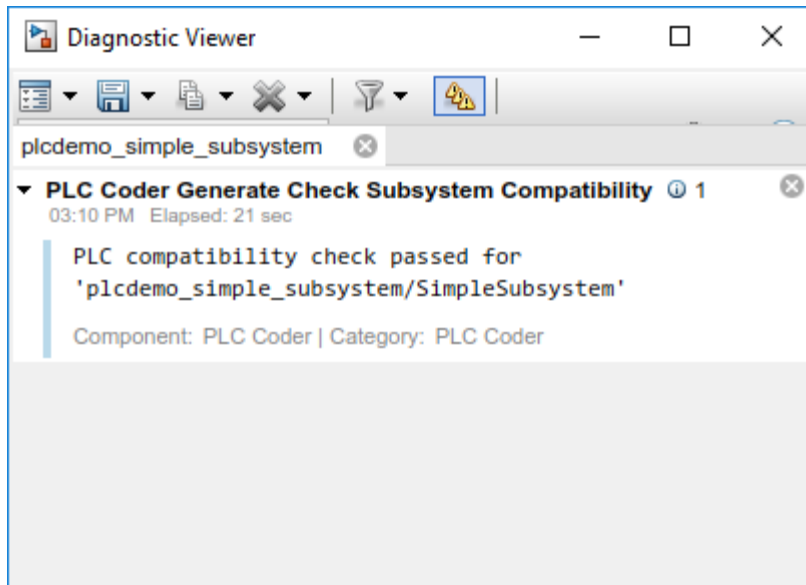 Diagnostic Viewer
plcdemo_simple_subsystem
PLC Coder Generate Check Subsystem Compatibility 1
03:10 PM Elapsed: 21 sec
PLC compatibility check passed for
'plcdemo_simple_subsystem/SimpleSubsystem'
Component: PLC Coder | Category: PLC Coder